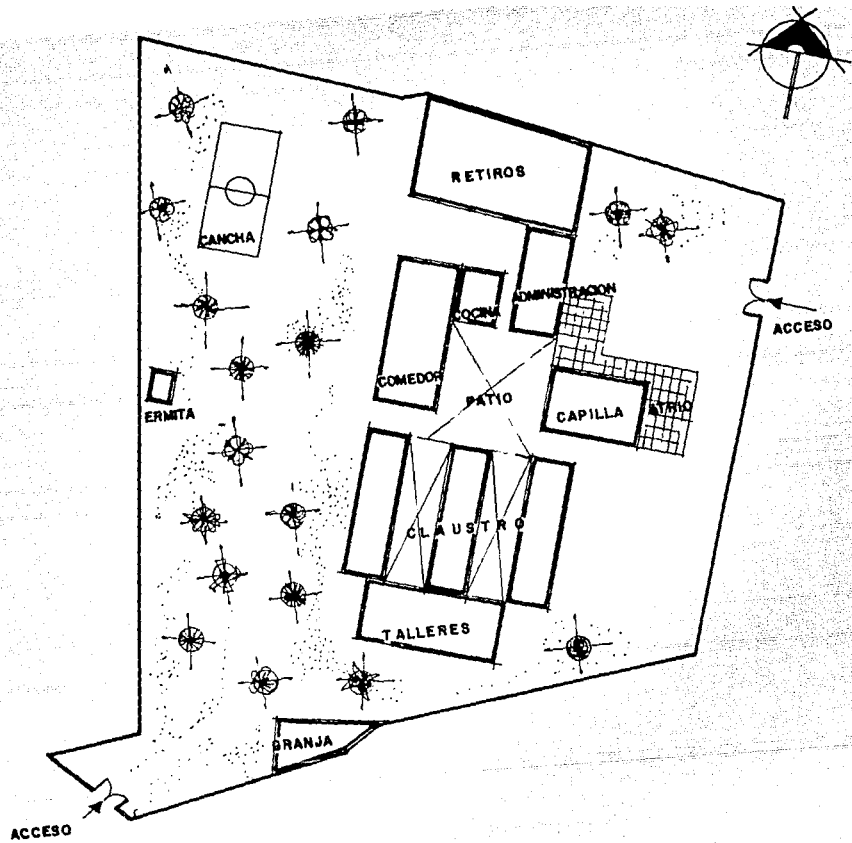 RETIROS
CANCHA
ADMINISTRACION
COCINA
ACCESO
COMEDOR
PATIO
ERMITA
CAPILLA
ATRIO
CLAUSTRO
TALLERES
GRANJA
ACCESO